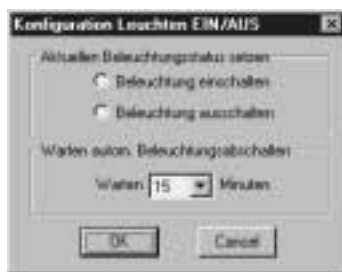 Konfiguration Leuchten EIN/AUS
Aktuellen Beleuchtungsstatus setzen
Beleuchtung einschalten
Beleuchtung ausschalten
Warten autom. Beleuchtungsabschalten
Warten 15 Minuten
OK Cancel